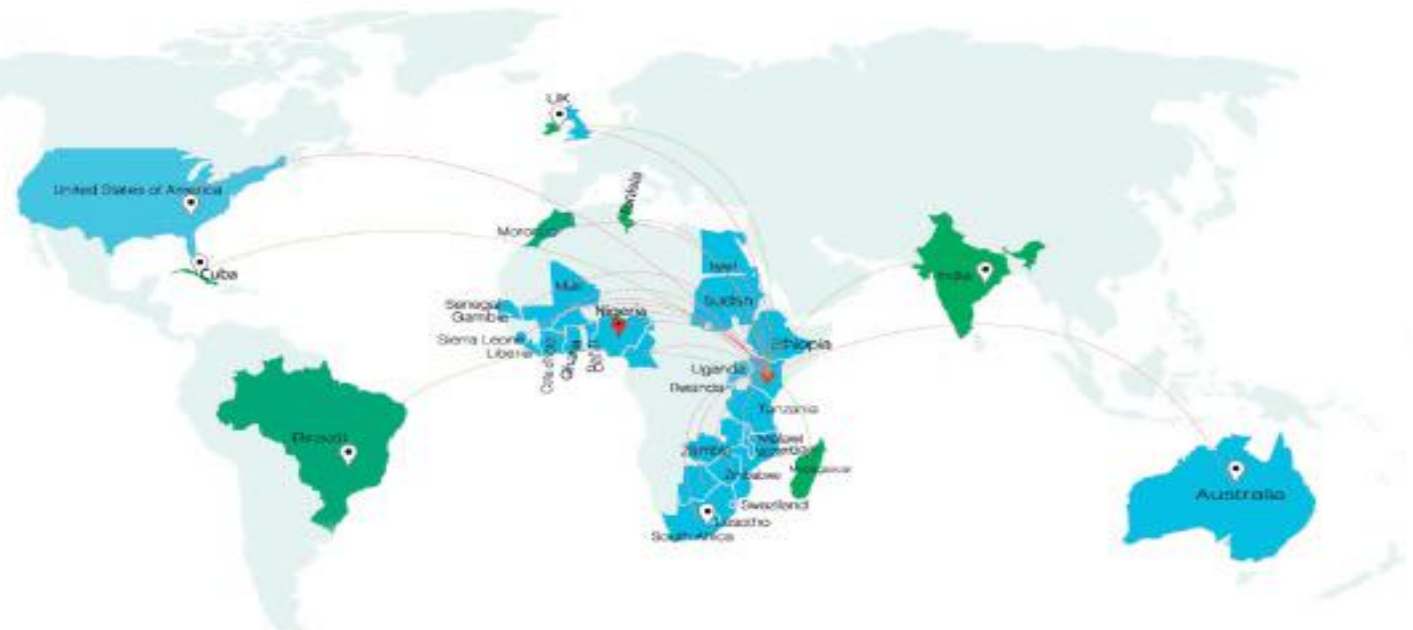 UK
United States of America
Cuba
Morocco
Tunisia
Mali
Senegal
Gambia
Nigeria
Sierra Leone
Liberia
Ghana
Sudan
Ethiopia
Uganda
Rwanda
Tanzania
Malawi
Zambia
Zimbabwe
Madagascar
Swaziland
Lesotho
South Africa
India
Brazil
Australia